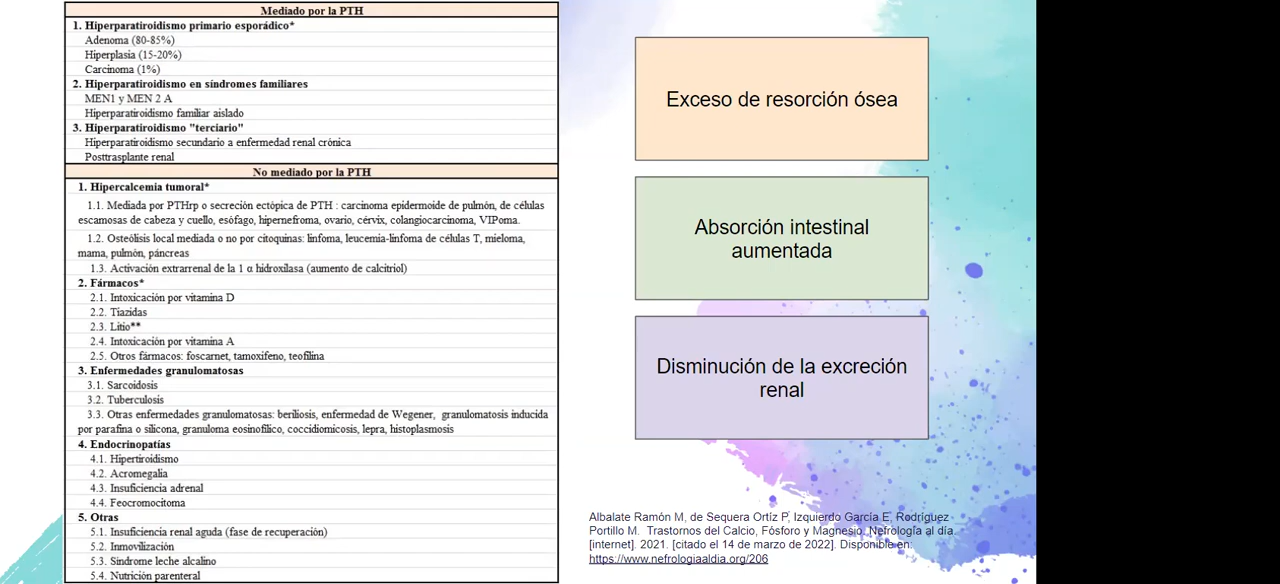 Mediado por la PTH
1. Hiperparatiroidismo primario esporádico*
Adenoma (80-85%)
Hiperplasia (15-20%)
Carcinoma (1%)
2. Hiperparatiroidismo en síndromes familiares
MEN1 y MEN 2 A
Hiperparatiroidismo familiar aislado
3. Hiperparatiroidismo "terciario"
Hiperparatiroidismo secundario a enfermedad renal crónica
Posttrasplante renal
No mediado por la PTH
1. Hipercalcemia tumoral*
1.1. Mediada por PTHrp o secreción ectópica de PTH : carcinoma epidermoide de pulmón, de células
escamosas de cabeza y cuello, esófago, hipernefroma, ovario, cérvix, colangiocarcinoma, VIPoma.
1.2. Osteólisis local mediada o no por citoquinas: linfoma, leucemia-linfoma de células T, mieloma,
mama, pulmón, páncreas
1.3. Activación extrarrenal de la 1 α hidroxilasa (aumento de calcitriol)
2. Fármacos*
2.1. Intoxicación por vitamina D
2.2. Tiazidas
2.3. Litio**
2.4. Intoxicación por vitamina A
2.5. Otros fármacos: foscarnet, tamoxifeno, teofilina
3. Enfermedades granulomatosas
3.1. Sarcoidosis
3.2. Tuberculosis
3.3. Otras enfermedades granulomatosas: beriliosis, enfermedad de Wegener, granulomatosis inducida
por parafina o silicona, granuloma eosinofílico, coccidiomicosis, lepra, histoplasmosis
4. Endocrinopatías
4.1. Hipertiroidismo
4.2. Acromegalia
4.3. Insuficiencia adrenal
4.4. Feocromocitoma
5. Otras
5.1. Insuficiencia renal aguda (fase de recuperación)
5.2. Inmovilización
5.3. Síndrome leche alcalino
5.4. Nutrición parenteral
Exceso de resorción ósea
Absorción intestinal
aumentada
Disminución de la excreción
renal
Albalate Ramón M, de Sequera Ortíz P, Izquierdo García E, Rodríguez
Portillo M. Trastornos del Calcio, Fósforo y Magnesio. Nefrología al día.
[internet]. 2021. [citado el 14 de marzo de 2022]. Disponible en:
https://www.nefrologiaaldia.org/206